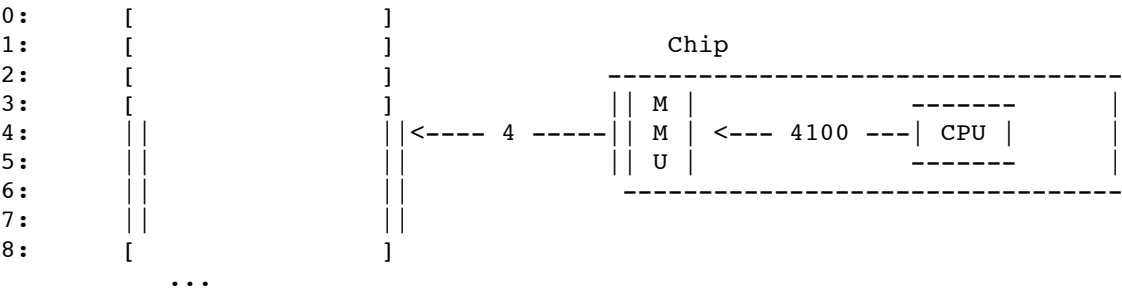 0:      [                ]
1:      [                ]                  Chip
2:      [                ]              ----------------------------------
3:      [                ]              || M |              -------      |
4:      ||               ||<---- 4 -----|| M | <--- 4100 ---| CPU |      |
5:      ||               ||             || U |              -------      |
6:      ||               ||              ---------------------------------
7:      ||               ||
8:      [                ]
           ...